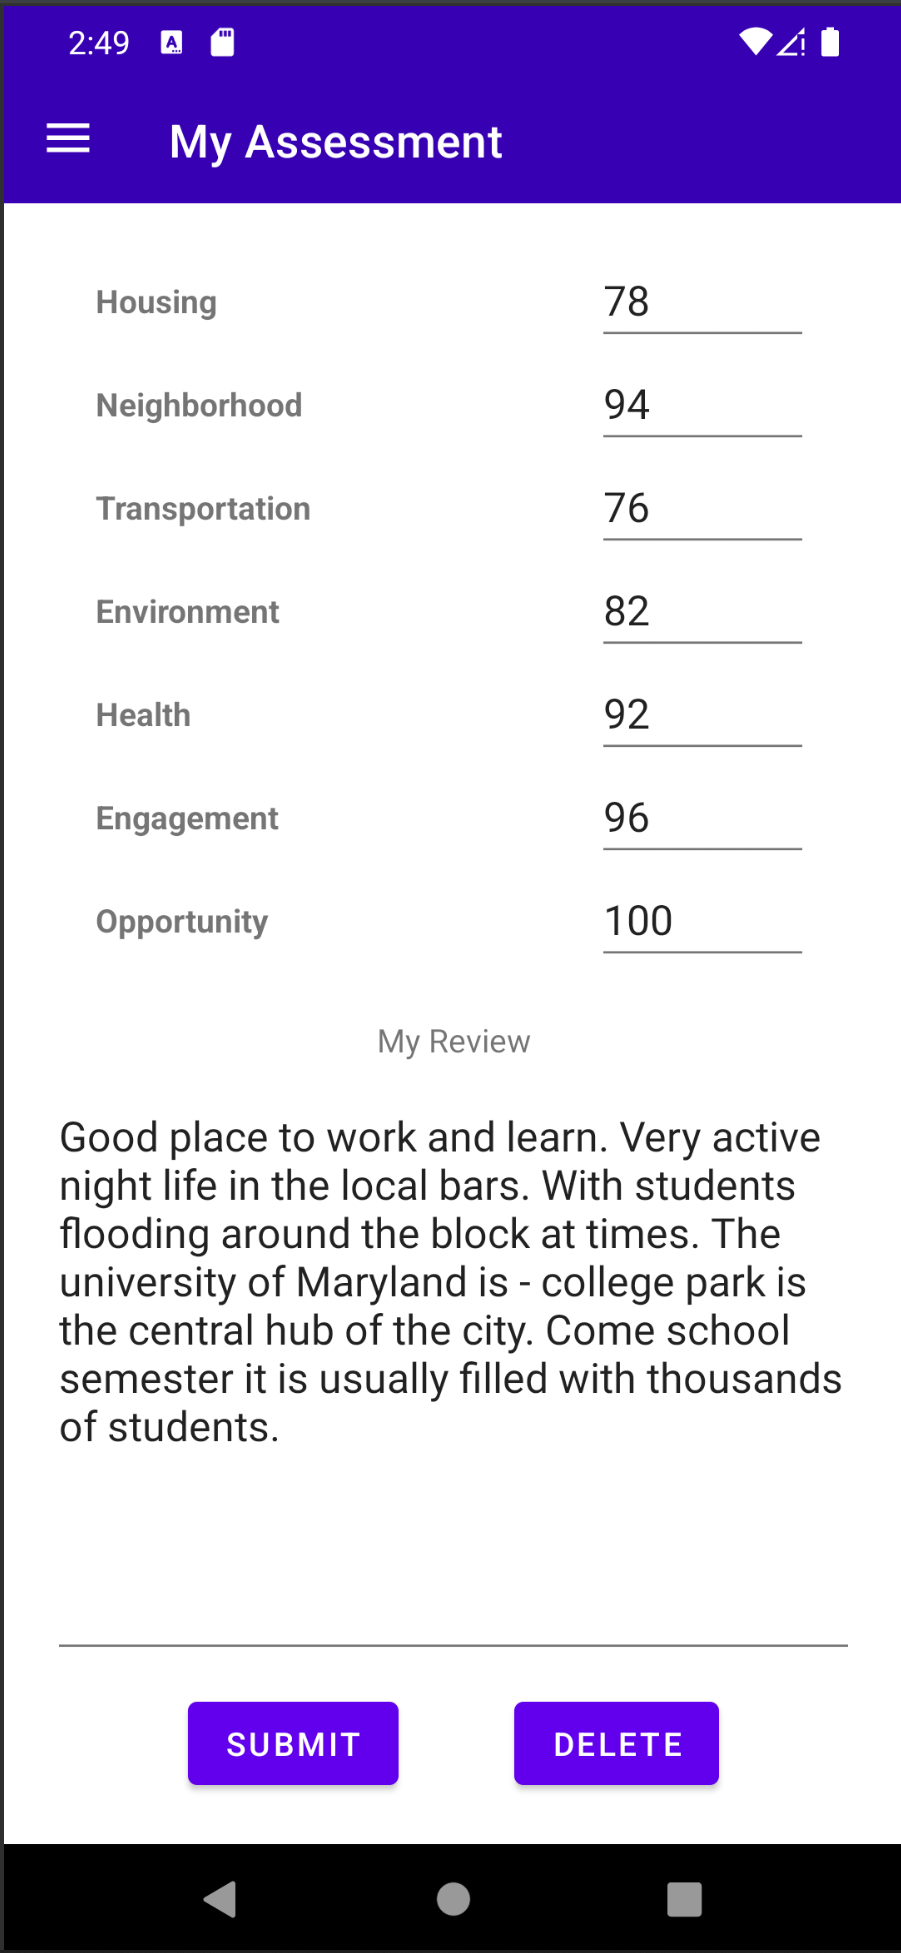 2:49
My Assessment
Housing 78
Neighborhood 94
Transportation 76
Environment 82
Health 92
Engagement 96
Opportunity 100
My Review
Good place to work and learn. Very active
night life in the local bars. With students
flooding around the block at times. The
university of Maryland is - college park is
the central hub of the city. Come school
semester it is usually filled with thousands
of students.
SUBMIT DELETE